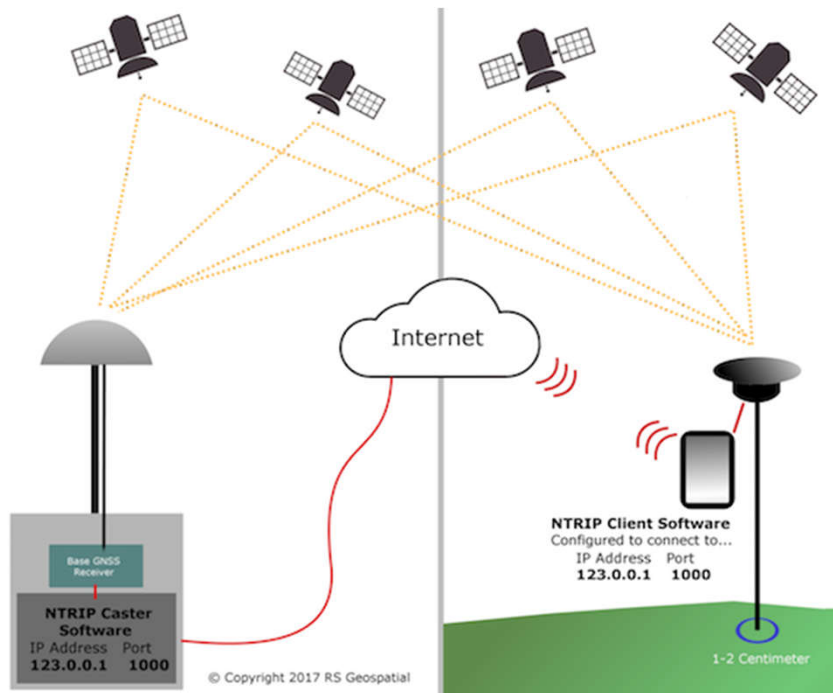 Internet
Base GNSS
Receiver
NTRIP Caster
Software
IP Address Port
123.0.0.1 1000
© Copyright 2017 RS Geospatial
NTRIP Client Software
Configured to connect to...
IP Address Port
123.0.0.1 1000
1-2 Centimeter